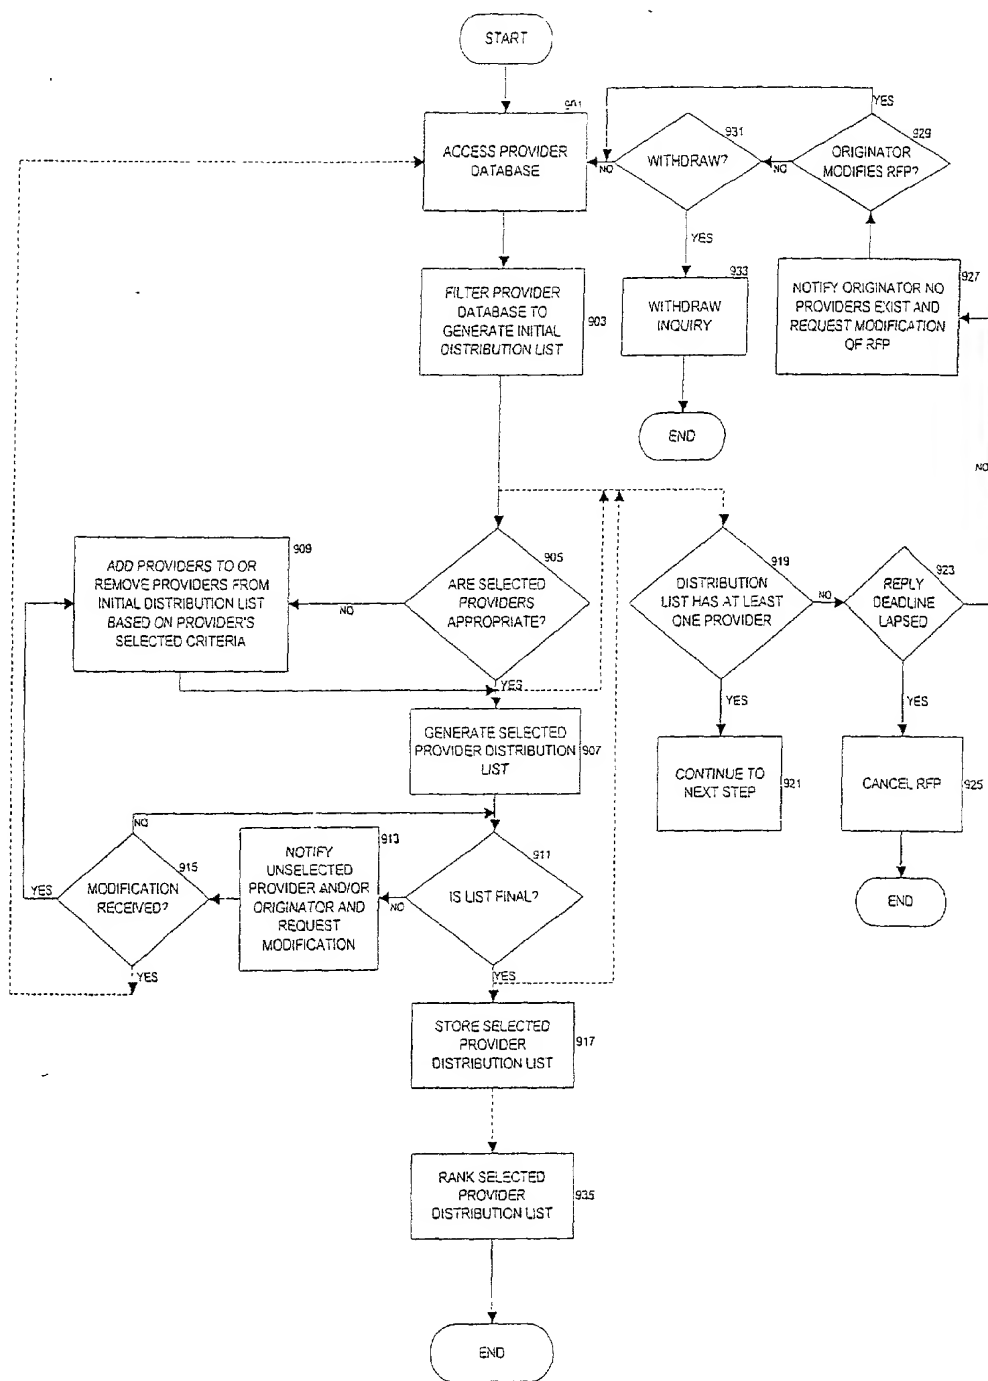 START
901
ACCESS PROVIDER
DATABASE
NO
931
WITHDRAW?
NO
YES
929
ORIGINATOR
MODIFIES RFP?
YES
933
WITHDRAW
INQUIRY
END
927
NOTIFY ORIGINATOR NO
PROVIDERS EXIST AND
REQUEST MODIFICATION
OF RFP
NO
FILTER PROVIDER
DATABASE TO
GENERATE INITIAL
DISTRIBUTION LIST
903
909
ADD PROVIDERS TO OR
REMOVE PROVIDERS FROM
INITIAL DISTRIBUTION LIST
BASED ON PROVIDER'S
SELECTED CRITERIA
NO
905
ARE SELECTED
PROVIDERS
APPROPRIATE?
YES
919
DISTRIBUTION
LIST HAS AT LEAST
ONE PROVIDER
NO
YES
923
REPLY
DEADLINE
LAPSED
YES
GENERATE SELECTED
PROVIDER DISTRIBUTION
LIST
907
CONTINUE TO
NEXT STEP
921
CANCEL RFP
925
END
NO
915
MODIFICATION
RECEIVED?
YES
YES
913
NOTIFY
UNSELECTED
PROVIDER AND/OR
ORIGINATOR AND
REQUEST
MODIFICATION
NO
911
IS LIST FINAL?
YES
STORE SELECTED
PROVIDER
DISTRIBUTION LIST
917
RANK SELECTED
PROVIDER
DISTRIBUTION LIST
935
END